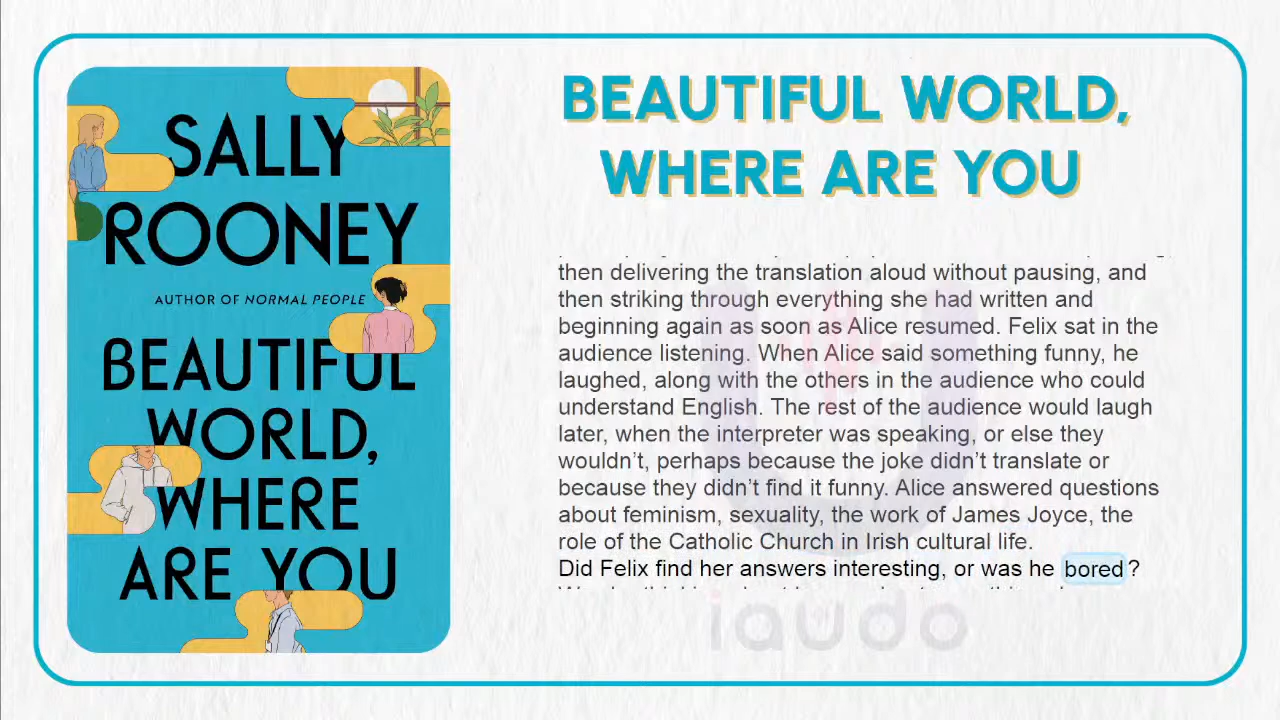 SALLY
ROONEY
AUTHOR OF NORMAL PEOPLE
BEAUTIFUL
WORLD,
WHERE
ARE YOU
BEAUTIFUL WORLD,
WHERE ARE YOU
then delivering the translation aloud without pausing, and
then striking through everything she had written and
beginning again as soon as Alice resumed. Felix sat in the
audience listening. When Alice said something funny, he
laughed, along with the others in the audience who could
understand English. The rest of the audience would laugh
later, when the interpreter was speaking, or else they
wouldn’t, perhaps because the joke didn’t translate or
because they didn’t find it funny. Alice answered questions
about feminism, sexuality, the work of James Joyce, the
role of the Catholic Church in Irish cultural life.
Did Felix find her answers interesting, or was he bored?
iaudo